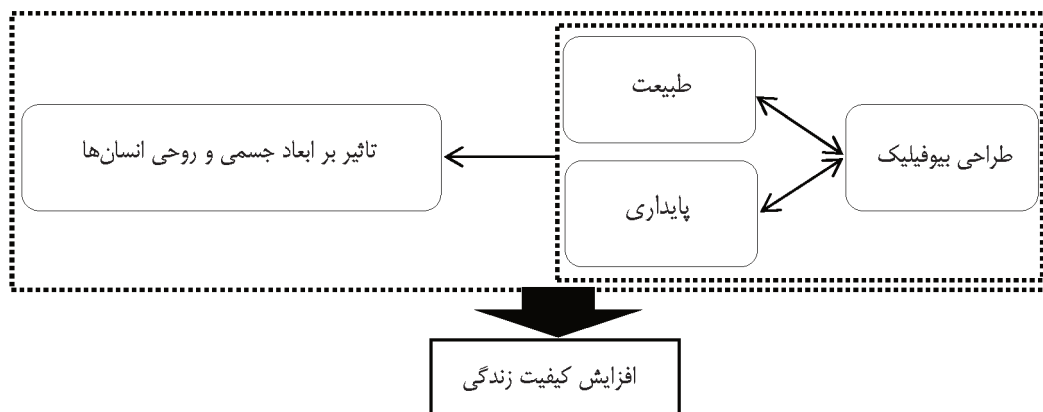 طبیعت
طراحی بیوفیلیک
تاثیر بر ابعاد جسمی و روحی انسان‌ها
پایداری
افزایش کیفیت زندگی